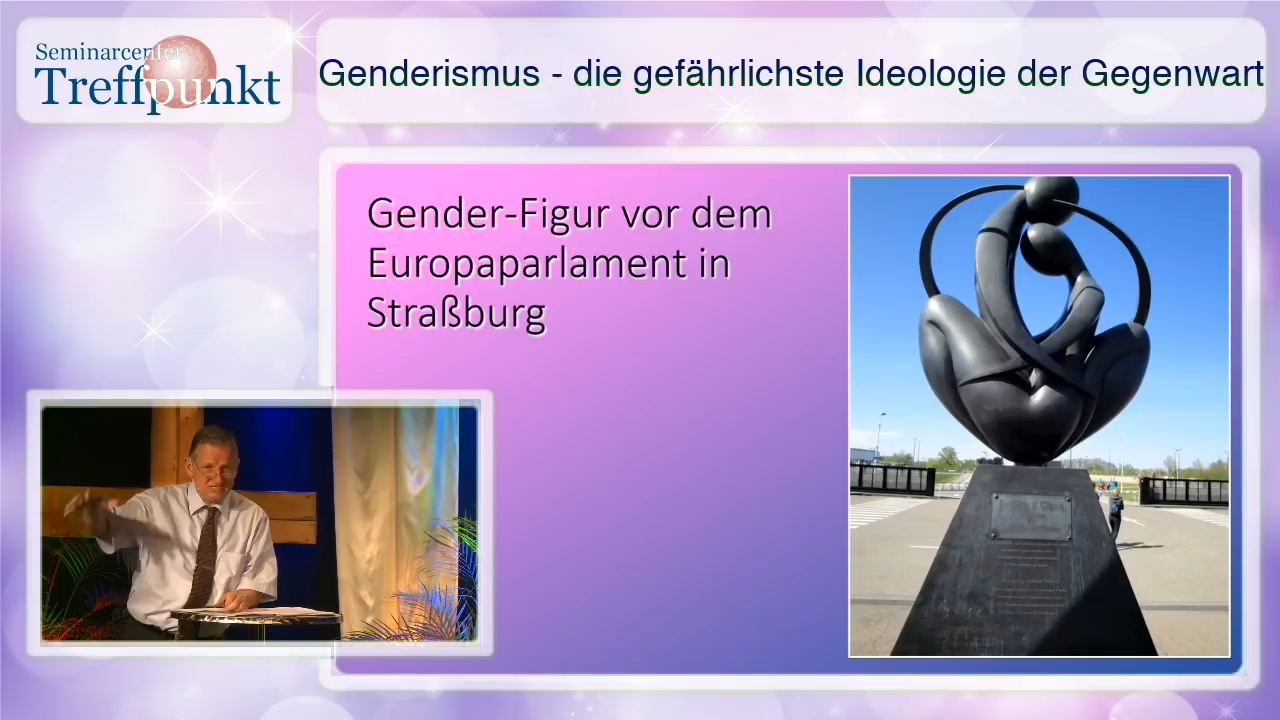 Seminarcenter
Treffpunkt
Genderismus - die gefährlichste Ideologie der Gegenwart
Gender-Figur vor dem
Europaparlament in
Straßburg